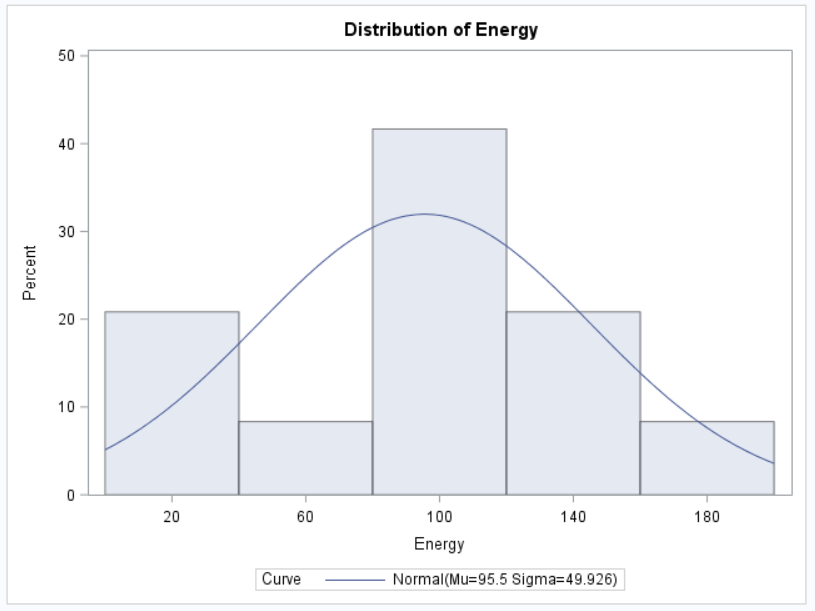 Distribution of Energy
50
40
30
20
10
0
Percent
20 60 100 140 180
Energy
Curve Normal(Mu=95.5 Sigma=49.926)